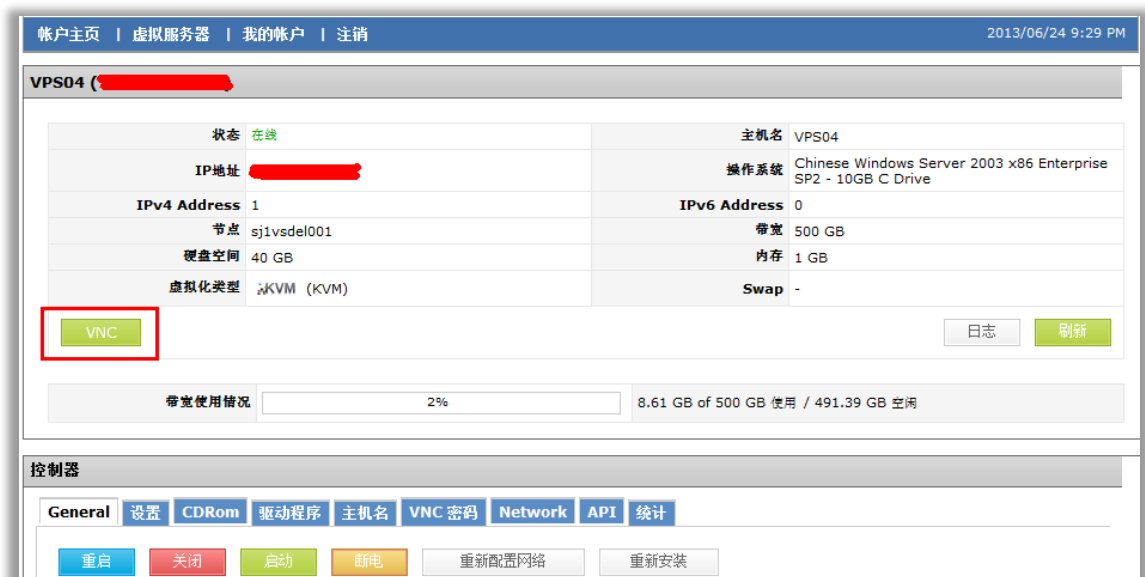 帐户主页 | 虚拟服务器 | 我的帐户 | 注销 2013/06/24 9:29 PM
VPS04 (
状态 在线 主机名 VPS04
IP地址 操作系统 Chinese Windows Server 2003 x86 Enterprise
SP2 - 10GB C Drive
IPv4 Address 1 IPv6 Address 0
节点 sj1vsdel001 带宽 500 GB
硬盘空间 40 GB 内存 1 GB
虚拟化类型 KVM (KVM) Swap -
VNC 日志 刷新
带宽使用情况 2% 8.61 GB of 500 GB 使用 / 491.39 GB 空闲
控制器
General 设置 CDRom 驱动程序 主机名 VNC 密码 Network API 统计
重启 关闭 启动 断电 重新配置网络 重新安装